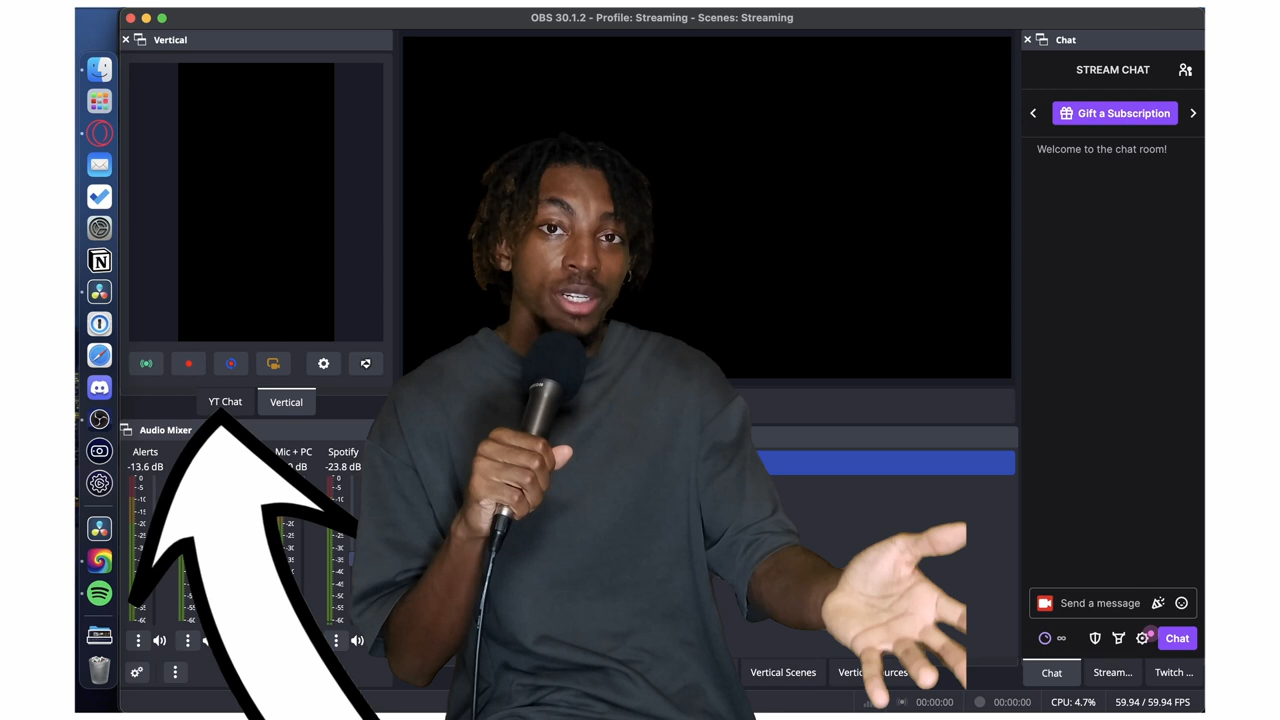 OBS 30.1.2 - Profile: Streaming - Scenes: Streaming
Vertical
Chat
STREAM CHAT
Gift a Subscription
Welcome to the chat room!
YT Chat
Vertical
Audio Mixer
Alerts
Mic + PC
Spotify
-13.6 dB
-23.8 dB
Send a message
Chat
Vertical Scenes
Chat
Stream...
Twitch ...
00:00:00
00:00:00
CPU: 4.7%
59.94 / 59.94 FPS